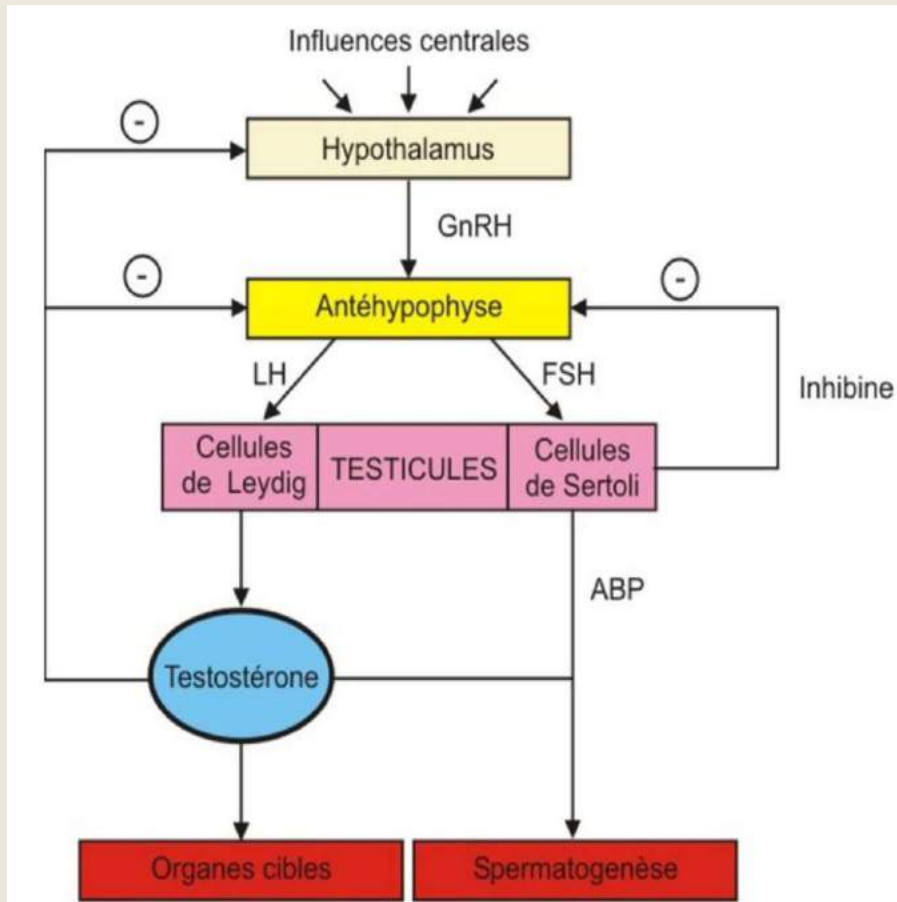 Influences centrales
-
Hypothalamus
GnRH
-
-
Antéhypophyse
LH
FSH
Inhibine
Cellules
de Leydig
TESTICULES
Cellules
de Sertoli
ABP
Testostérone
Organes cibles
Spermatogenèse